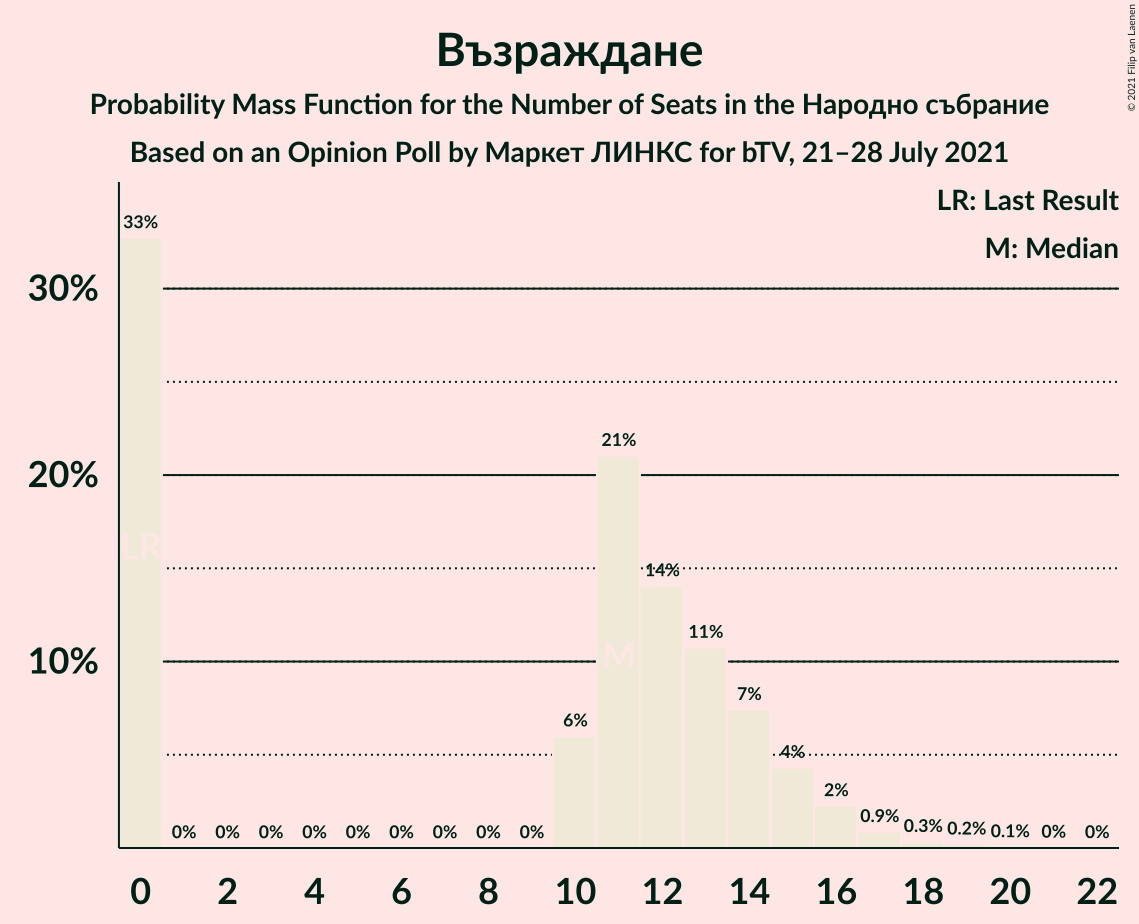 Възраждане
Probability Mass Function for the Number of Seats in the Народно събрание
Based on an Opinion Poll by Маркет ЛИНКС for bTV, 21–28 July 2021
© 2021 Filip van Laenen
LR: Last Result
M: Median
33%
30%
21%
20%
LR
14%
11%
M
10%
7%
6%
4%
2%
0% 0% 0% 0% 0% 0% 0% 0% 0% 0.9% 0.3% 0.2% 0.1% 0% 0%
0 2 4 6 8 10 12 14 16 18 20 22